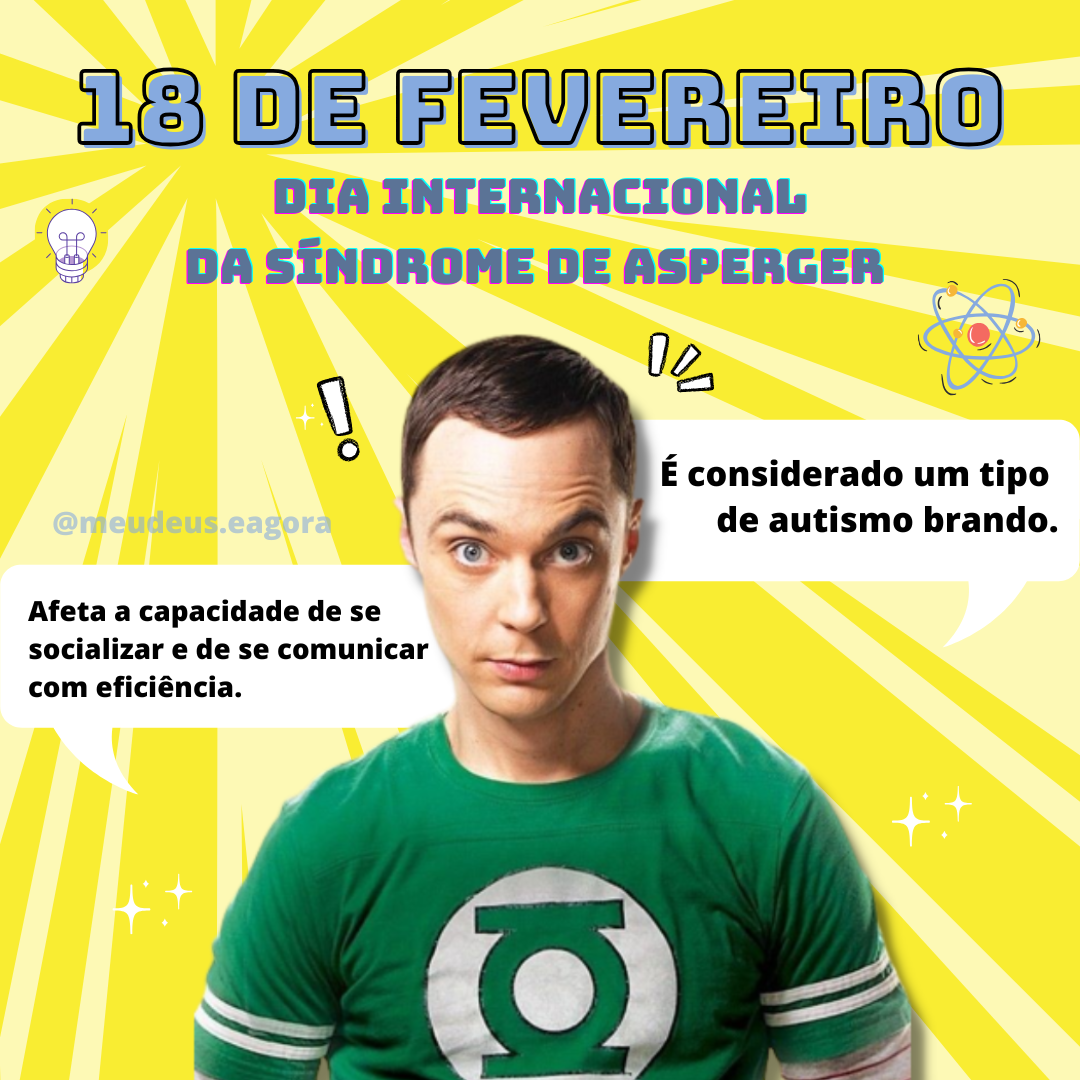 18 DE FEVEREIRO
DIA INTERNACIONAL
DA SÍNDROME DE ASPERGER
É considerado um tipo
de autismo brando.
@meudeus.eagora
Afeta a capacidade de se
socializar e de se comunicar
com eficiência.